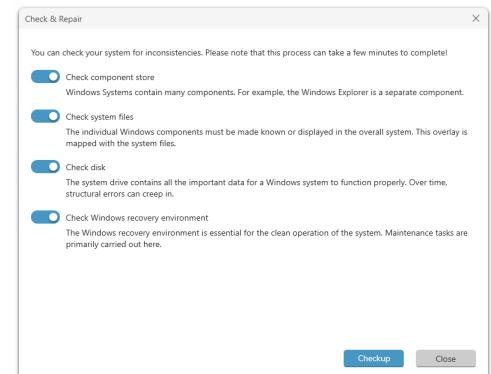 Check & Repair
You can check your system for inconsistencies. Please note that this process can take a few minutes to complete!
Check component store
Windows Systems contain many components. For example, the Windows Explorer is a separate component.
Check system files
The individual Windows components must be made known or displayed in the overall system. This overlay is
mapped with the system files.
Check disk
The system drive contains all the important data for a Windows system to function properly. Over time,
structural errors can creep in.
Check Windows recovery environment
The Windows recovery environment is essential for the clean operation of the system. Maintenance tasks are
primarily carried out here.
Checkup
Close